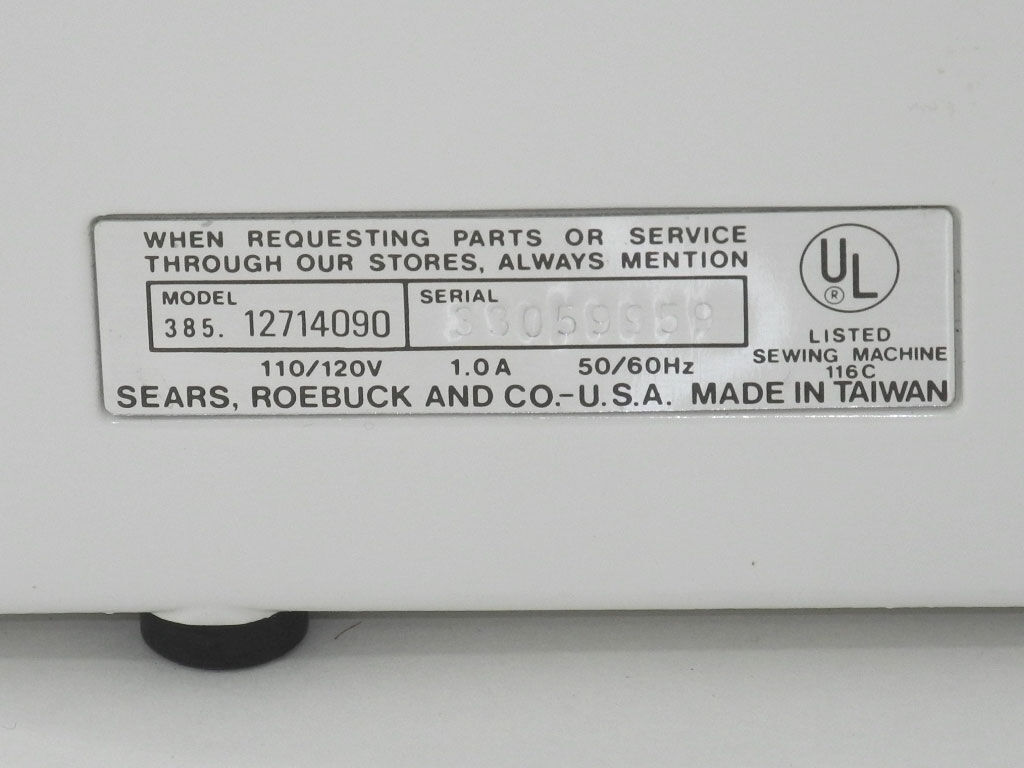 WHEN REQUESTING PARTS OR SERVICE
THROUGH OUR STORES, ALWAYS MENTION
MODEL
385. 12714090
SERIAL
UL
®
LISTED
SEWING MACHINE
116C
110/120V 1.0A 50/60Hz
SEARS, ROEBUCK AND CO.-U.S.A. MADE IN TAIWAN